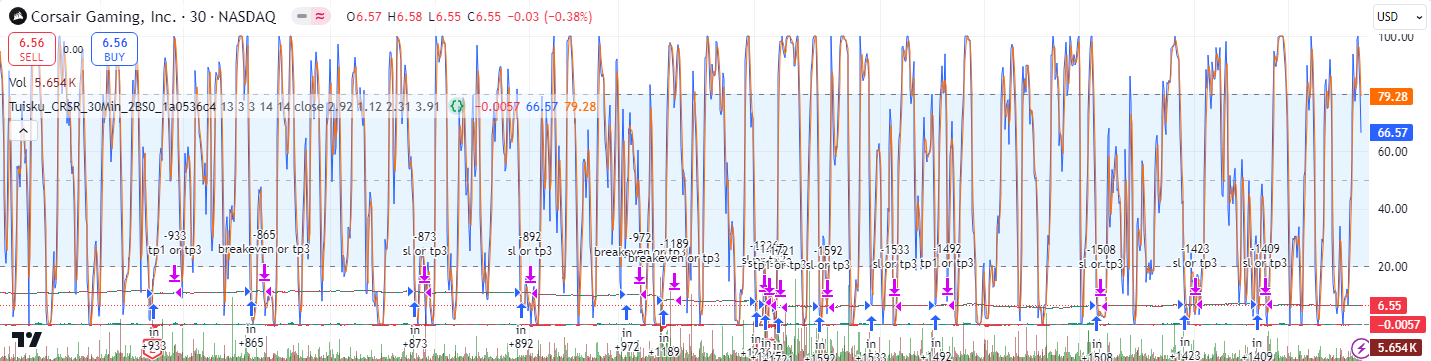 Corsair Gaming, Inc. · 30 · NASDAQ O6.57 H6.58 L6.55 C6.55 −0.03 (−0.38%)
USD
6.56
SELL
0.00
6.56
BUY
Vol 5.654K
Tuisku_CRSR_30Min_2BS0_1a0536c4 13 3 3 14 14 close 2.92 1.12 2.31 3.91 −0.0057 66.57 79.28
100.00
79.28
66.57
60.00
40.00
20.00
6.55
−0.0057
5.654K
-933
tp1 or tp3
-865
breakeven or tp3
-873
sl or tp3
-892
sl or tp3
-972
-1189
breakeven or tp3
-1592
sl or tp3
-1533
sl or tp3
-1492
tp1 or tp3
-1508
sl or tp3
-1423
sl or tp3
-1409
sl or tp3
in
+933
in
+865
in
+873
in
+892
in
+972
in
+1189
in
in
+1592
in
+1533
in
+1492
in
+1508
in
+1423
in
+1409